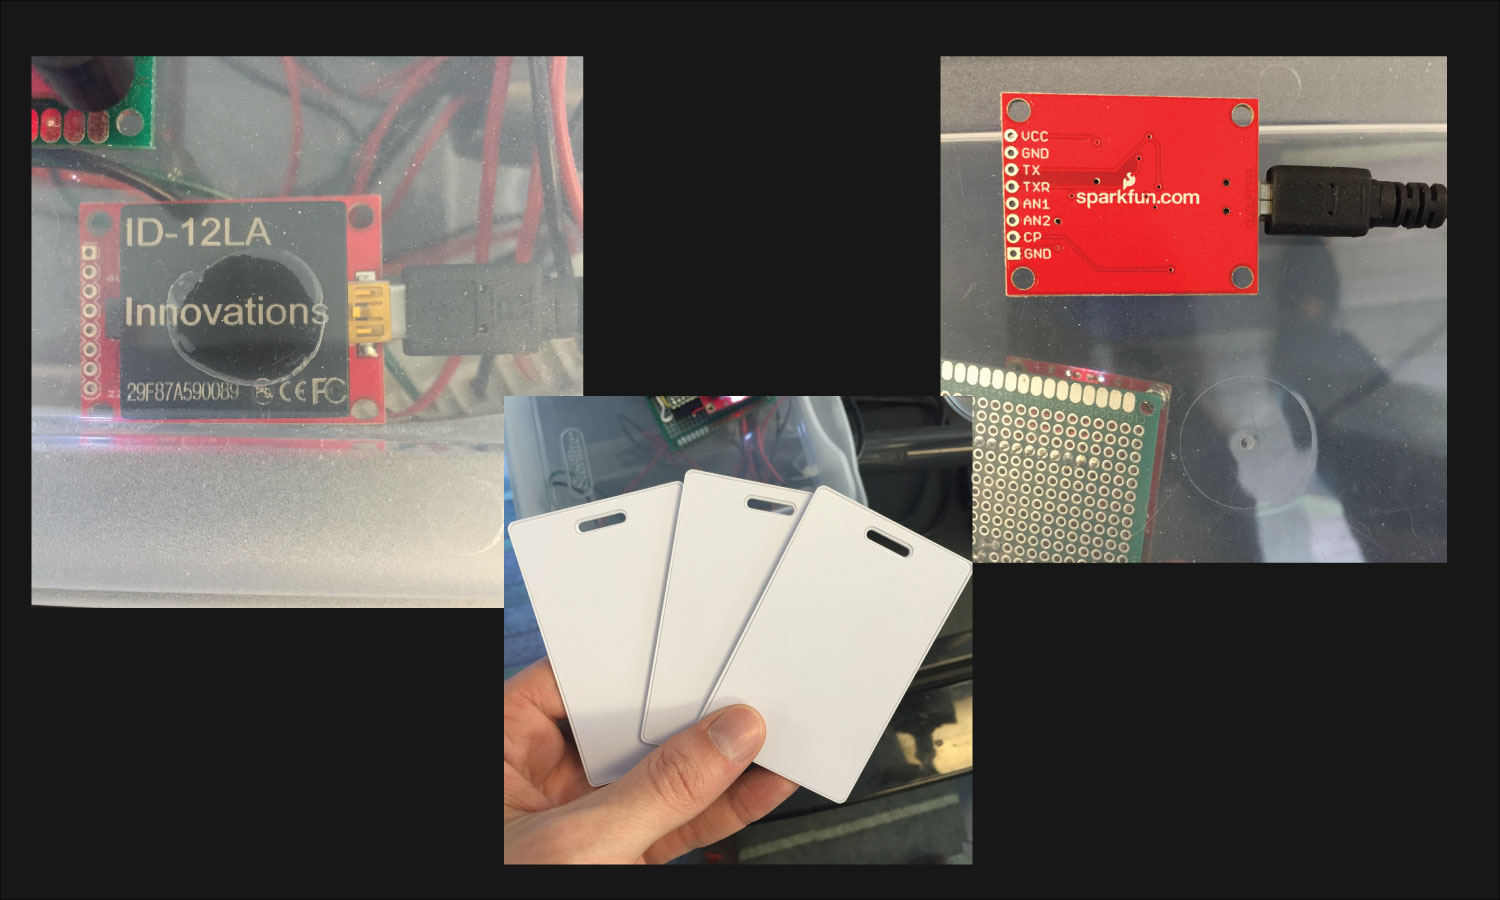 ID-12LA
Innovations
29F87A590089
CE FC
VCC
GND
TX
TXR
AN1
AN2
CP
GND
sparkfun.com
Sterilite